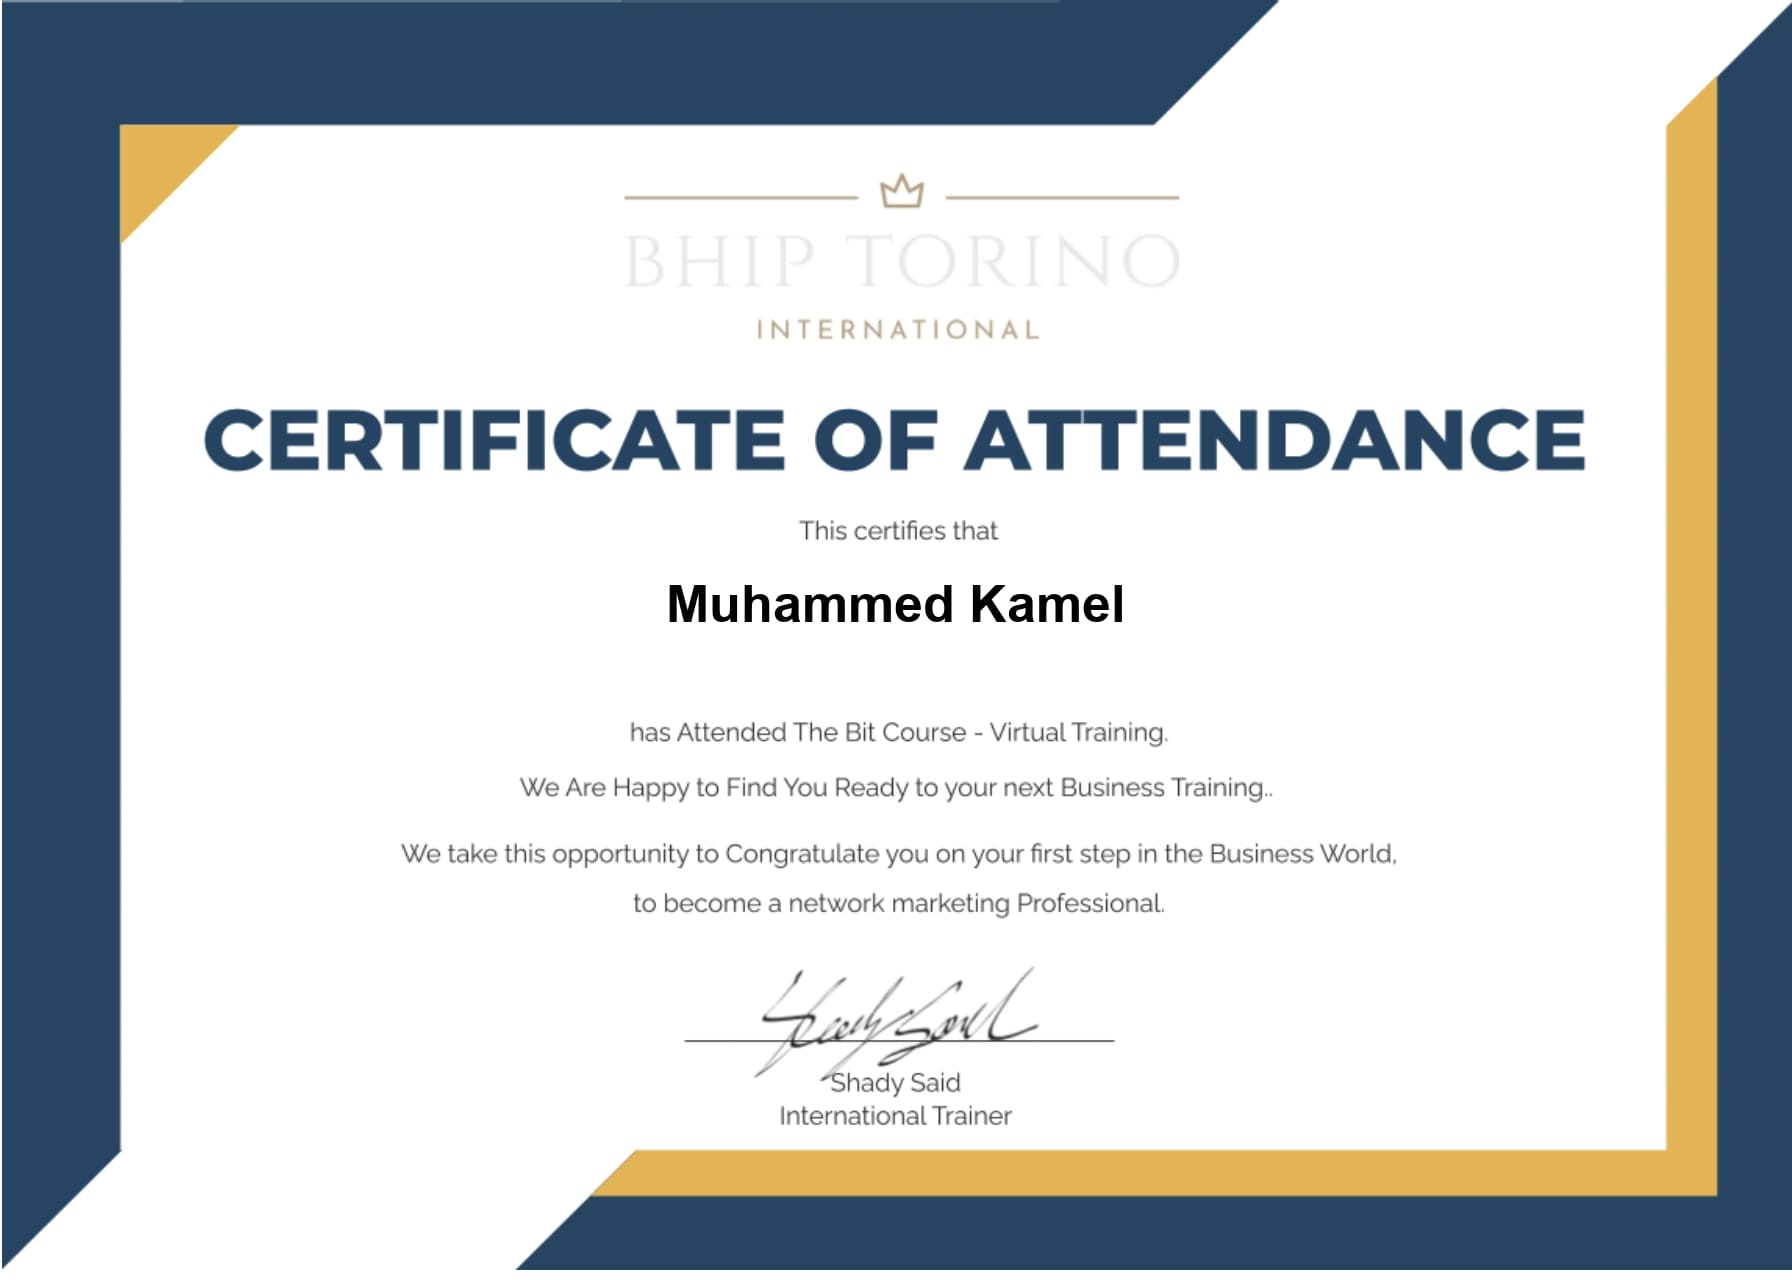 BHIP TORINO
INTERNATIONAL
CERTIFICATE OF ATTENDANCE
This certifies that
Muhammed Kamel
has Attended The Bit Course - Virtual Training.
We Are Happy to Find You Ready to your next Business Training..
We take this opportunity to Congratulate you on your first step in the Business World,
to become a network marketing Professional.
Shady Said
International Trainer